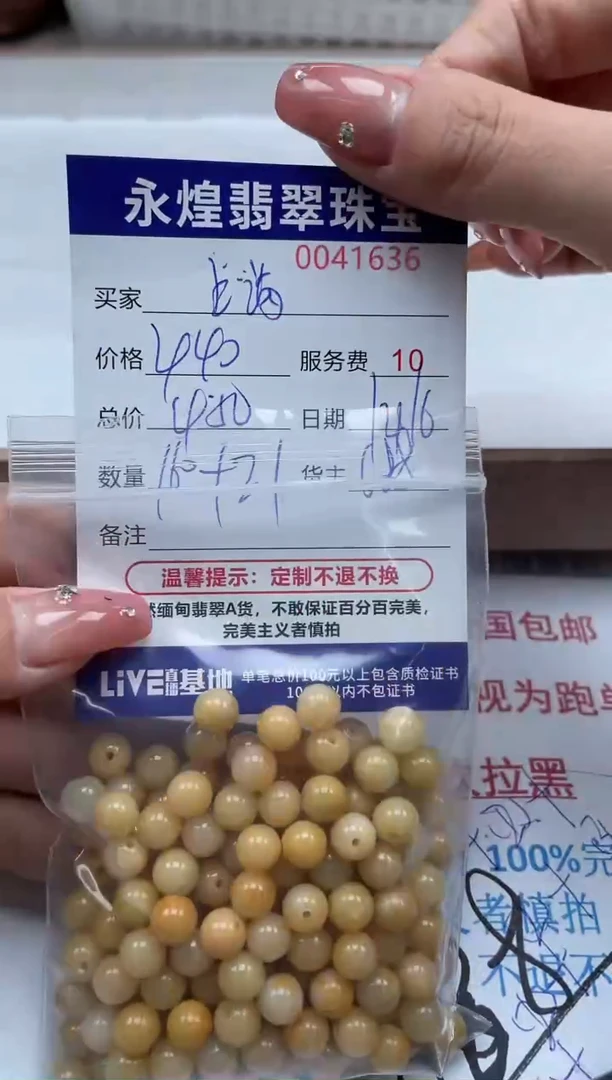 永煌翡翠珠宝
0041636
买家
价格 440 服务费 10
总价 450 日期
数量 货主
备注
温馨提示：定制不退不换
然缅甸翡翠A货，不敢保证百分百完美，
完美主义者慎拍
LiVE直播基地 单笔总价100元以上包含质检证书
以内不包证书
国包邮
视为跑单
拉黑
100%完
者慎拍
不退不